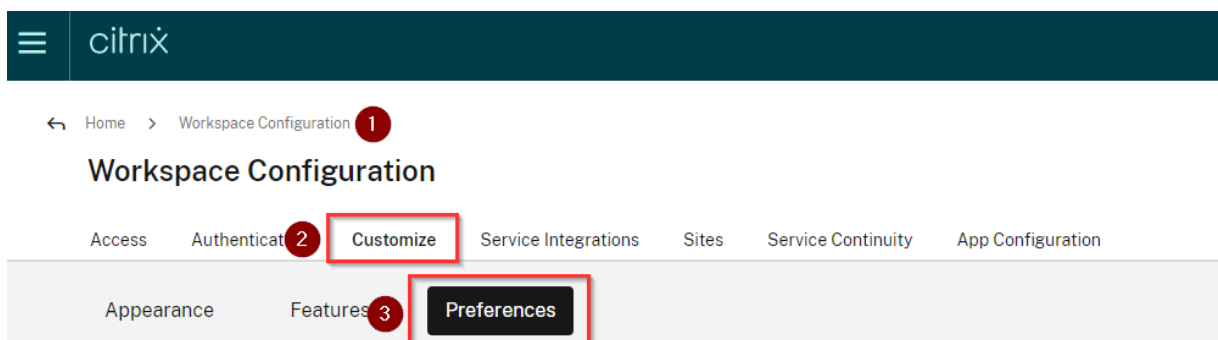 citrix
Home > Workspace Configuration 1
Workspace Configuration
Access Authenticat 2 Customize Service Integrations Sites Service Continuity App Configuration
Appearance Features 3 Preferences